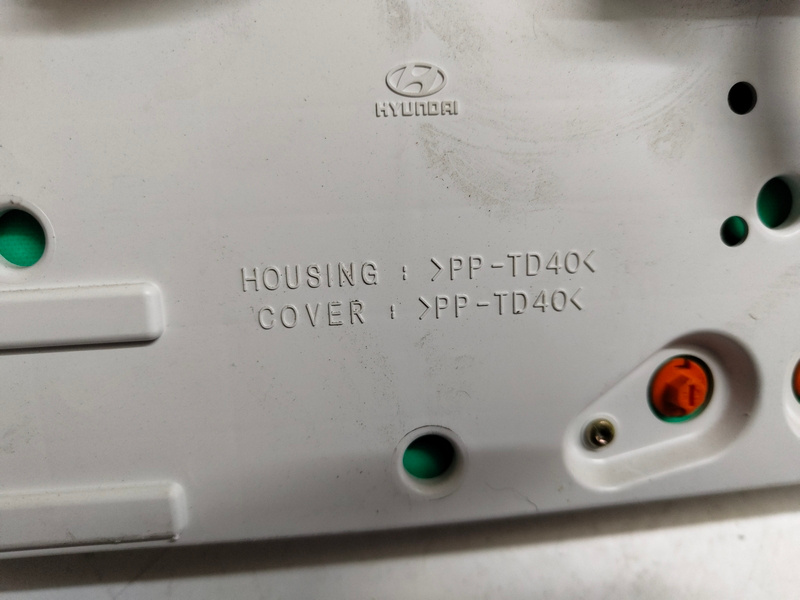 HYUNDAI
HOUSING : >PP-TD40<
COVER : >PP-TD40<